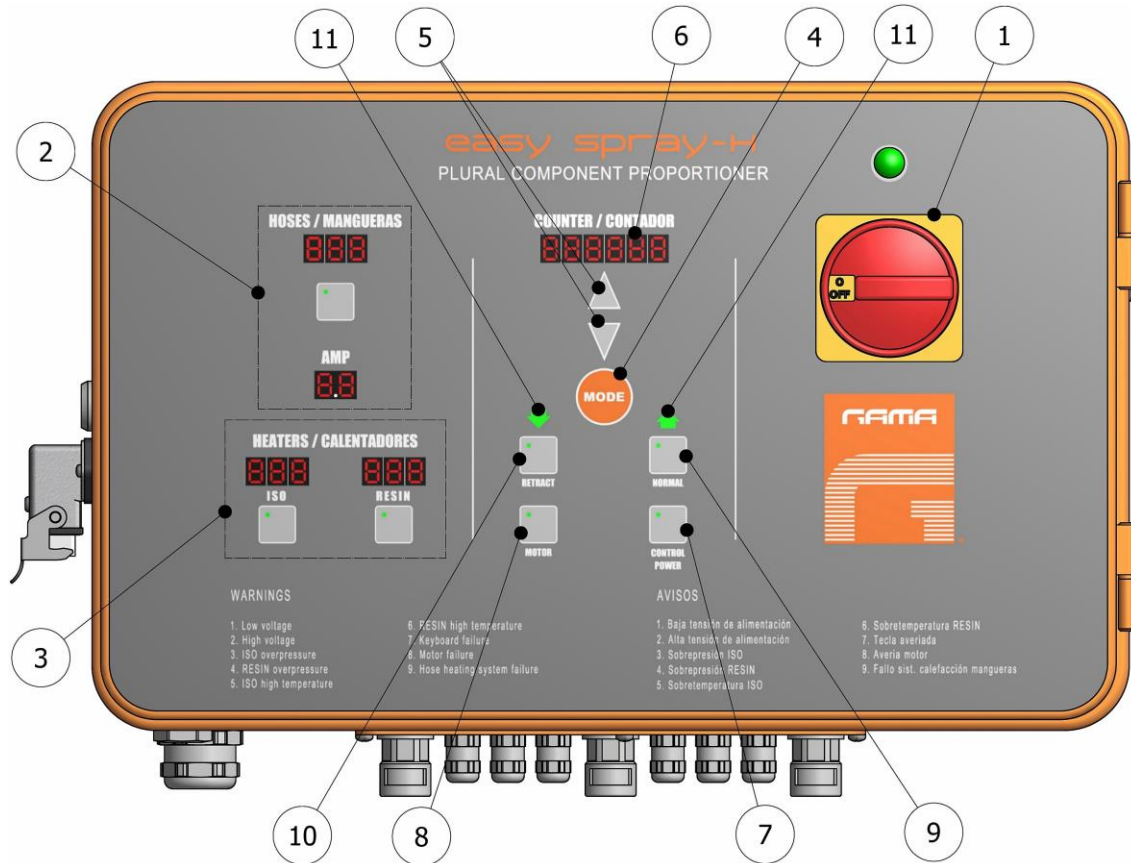 11
5
6
4
11
1
2
easy spray-H
PLURAL COMPONENT PROPORTIONER
HOSES / MANGUERAS
888
COUNTER / CONTADOR
888888
O
OFF
AMP
8.8
MODE
GAMA
HEATERS / CALENTADORES
888 888
ISO RESIN
RETRACT NORMAL
MOTOR CONTROL
POWER
WARNINGS
1. Low voltage
2. High voltage
3. ISO overpressure
4. RESIN overpressure
5. ISO high temperature
6. RESIN high temperature
7. Keyboard failure
8. Motor failure
9. Hose heating system failure
AVISOS
1. Baja tensión de alimentación
2. Alta tensión de alimentación
3. Sobrepresión ISO
4. Sobrepresión RESIN
5. Sobretemperatura ISO
6. Sobretemperatura RESIN
7. Tecla averiada
8. Averia motor
9. Fallo sist. calefacción mangueras
3
10
8
7
9